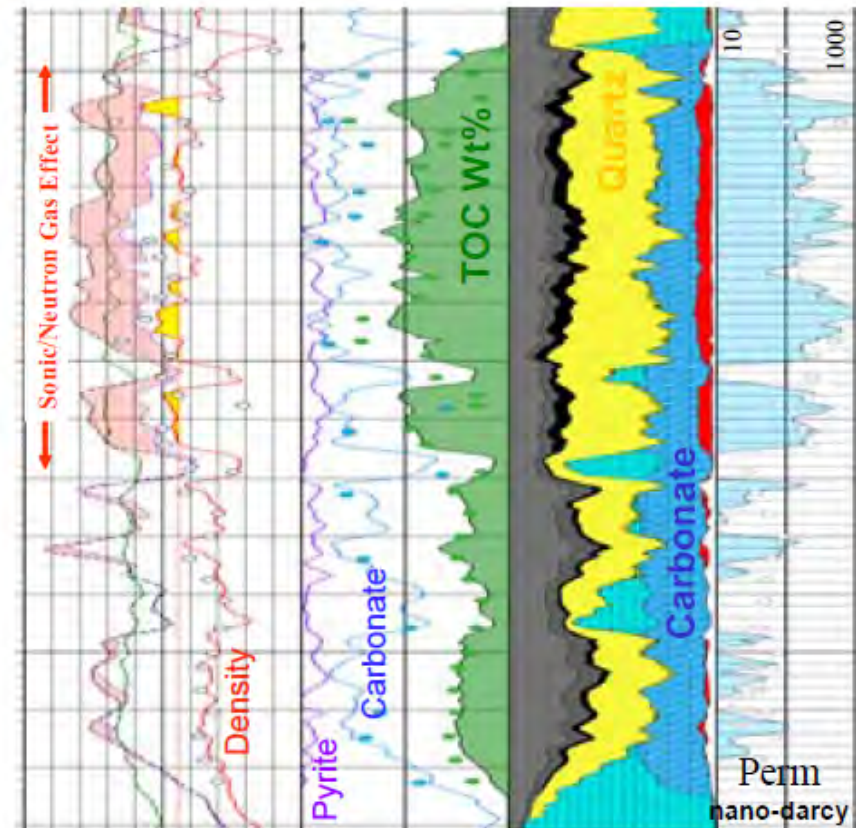 Sonic/Neutron Gas Effect
Density
Pyrite
Carbonate
TOC Wt%
Quartz
Carbonate
10
1000
Perm
nano-darcy